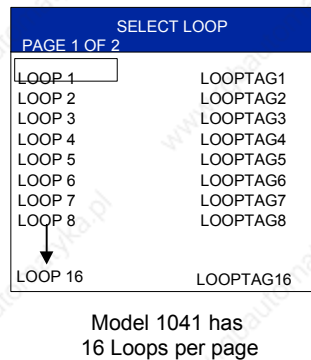 SELECT LOOP
PAGE 1 OF 2
LOOP 1 LOOPTAG1
LOOP 2 LOOPTAG2
LOOP 3 LOOPTAG3
LOOP 4 LOOPTAG4
LOOP 5 LOOPTAG5
LOOP 6 LOOPTAG6
LOOP 7 LOOPTAG7
LOOP 8 LOOPTAG8
LOOP 16 LOOPTAG16
Model 1041 has
16 Loops per page